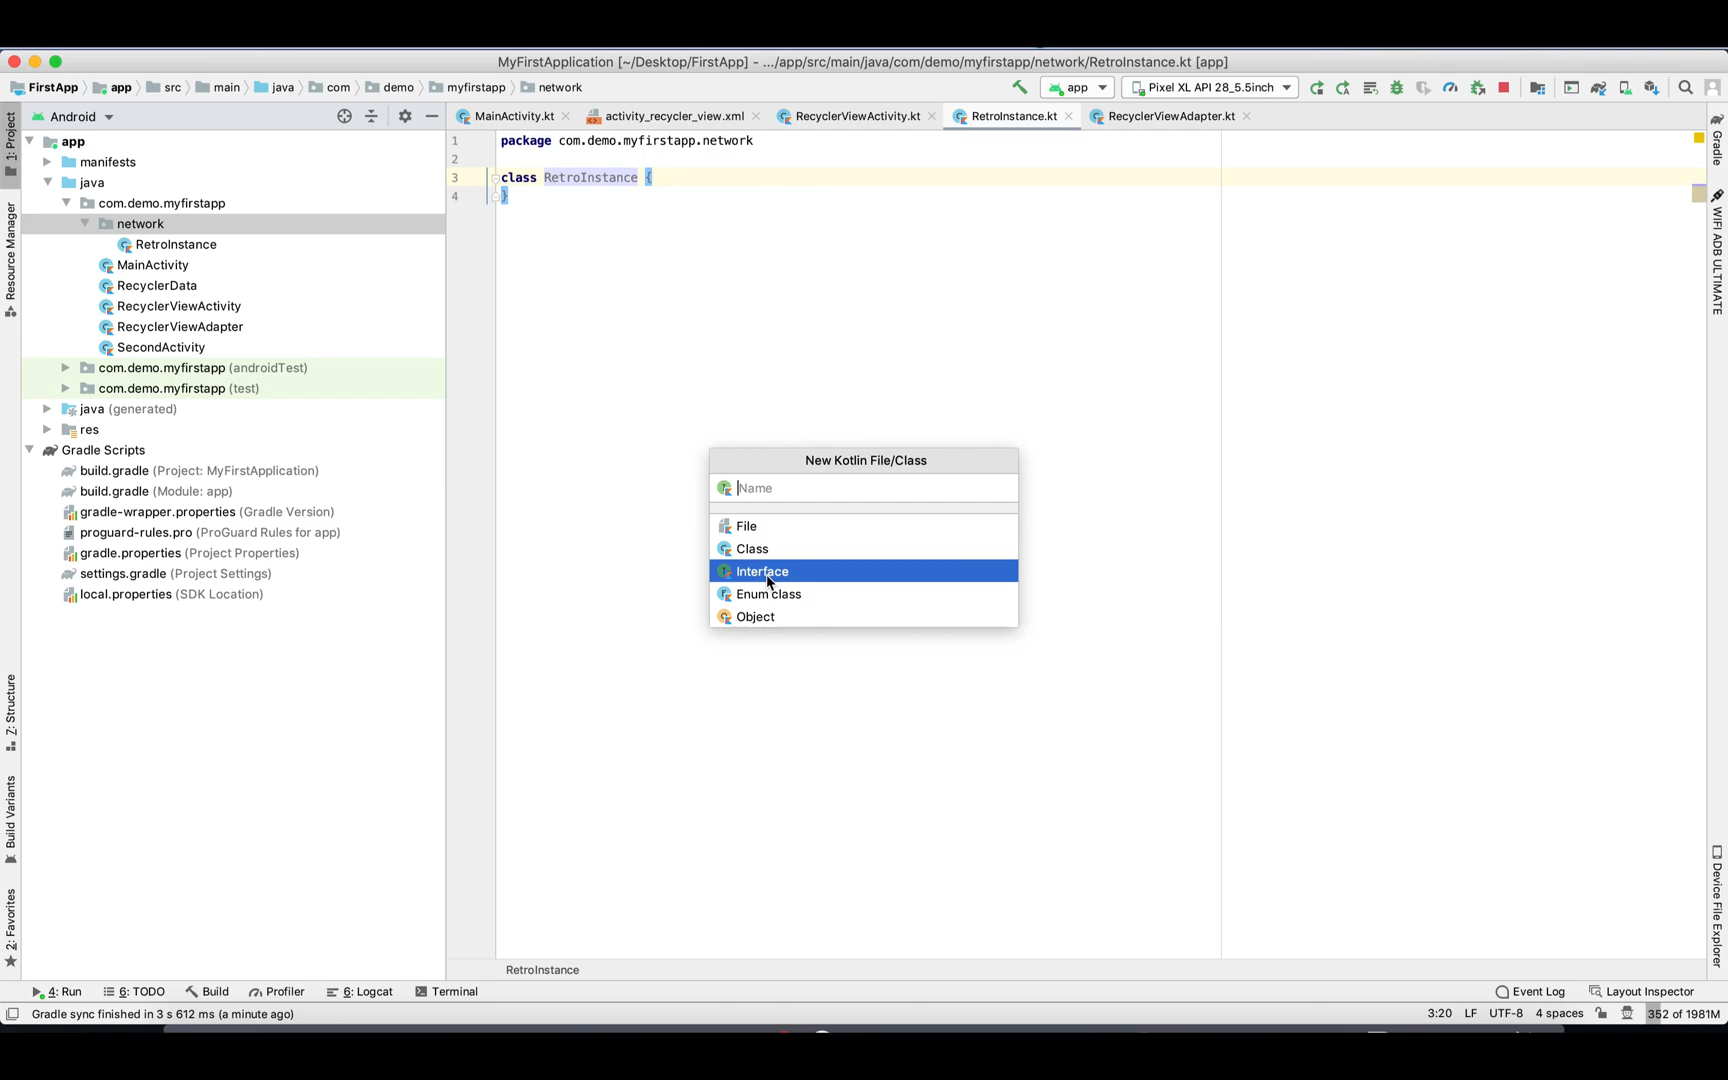 MyFirstApplication [~/Desktop/FirstApp] - .../app/src/main/java/com/demo/myfirstapp/network/RetroInstance.kt [app]
FirstApp app src main java com demo myfirstapp network app Pixel XL API 28_5.5inch
Android
MainActivity.kt activity_recycler_view.xml RecyclerViewActivity.kt RetroInstance.kt RecyclerViewAdapter.kt
1: Project
Resource Manager
Z: Structure
Build Variants
2: Favorites
app
manifests
java
com.demo.myfirstapp
network
RetroInstance
MainActivity
RecyclerData
RecyclerViewActivity
RecyclerViewAdapter
SecondActivity
com.demo.myfirstapp (androidTest)
com.demo.myfirstapp (test)
java (generated)
res
Gradle Scripts
build.gradle (Project: MyFirstApplication)
build.gradle (Module: app)
gradle-wrapper.properties (Gradle Version)
proguard-rules.pro (ProGuard Rules for app)
gradle.properties (Project Properties)
settings.gradle (Project Settings)
local.properties (SDK Location)
1 package com.demo.myfirstapp.network
2
3 class RetroInstance {
4 }
New Kotlin File/Class
Name
File
Class
Interface
Enum class
Object
Gradle
WIFI ADB ULTIMATE
Device File Explorer
RetroInstance
4: Run 6: TODO Build Profiler 6: Logcat Terminal Event Log Layout Inspector
Gradle sync finished in 3 s 612 ms (a minute ago) 3:20 LF UTF-8 4 spaces 352 of 1981M